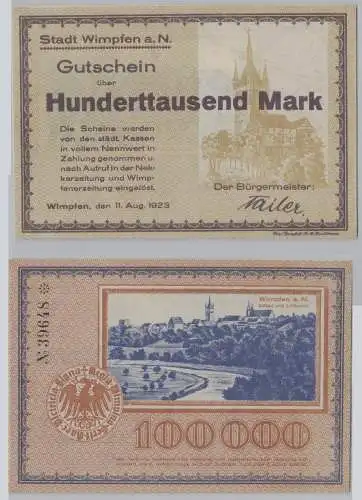 Stadt Wimpfen a. N.
Gutschein
über
Hunderttausend Mark
Die Scheine werden
von den städt. Kassen
in vollem Nennwert in
Zahlung genommen u.
nach Aufruf in der Nek-
karzeitung und Wimp-
fenerzeitung eingelöst.
Der Bürgermeister:
Wimpfen, den 11. Aug. 1923
Wimpfen a. N.
№ 39648
100 000